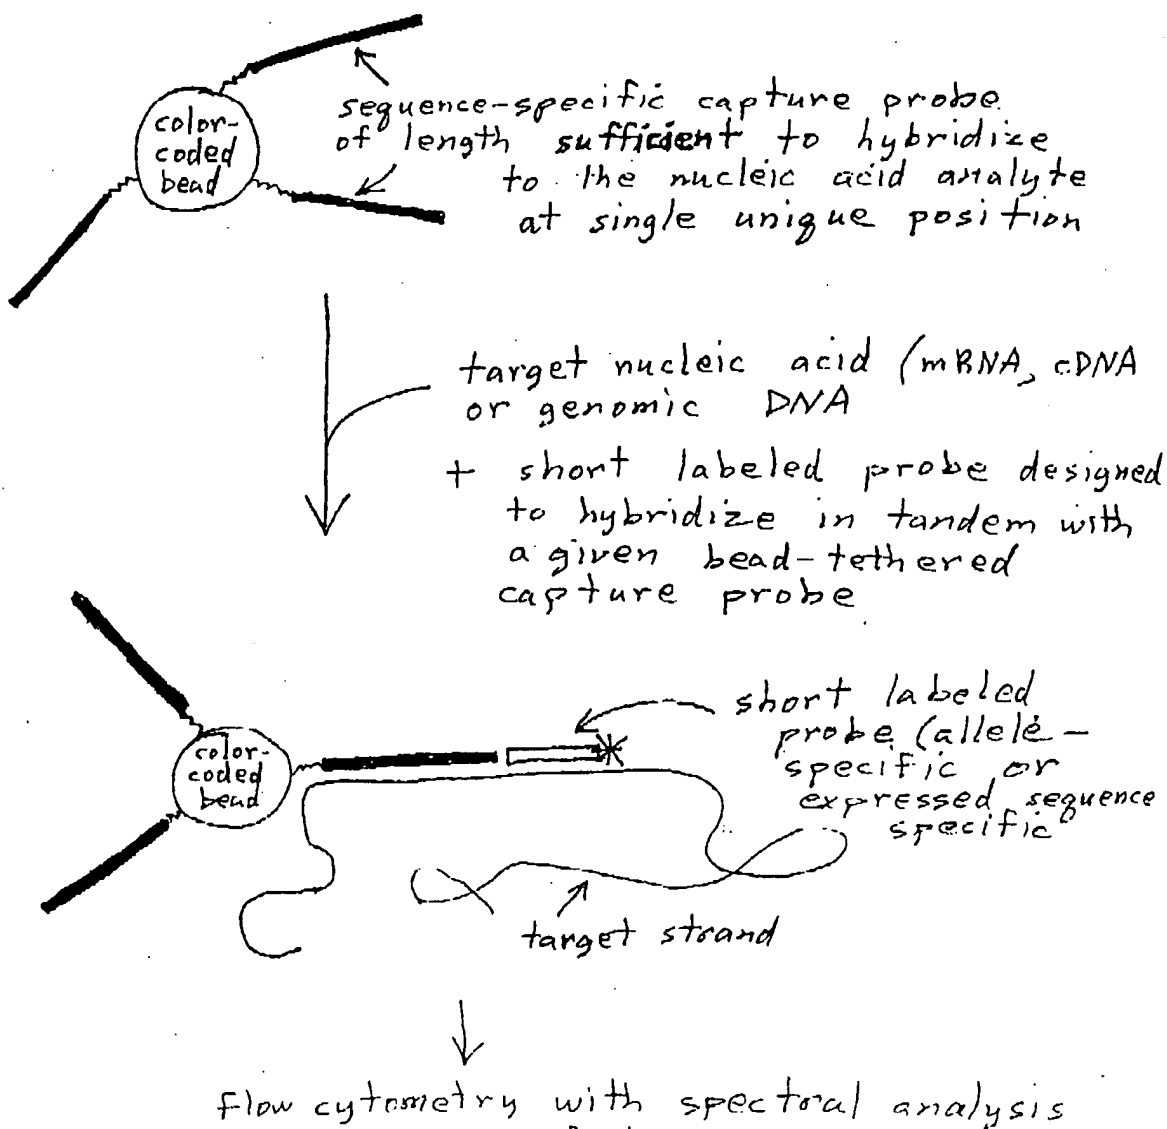 color-
coded
bead
sequence-specific capture probe
of length sufficient to hybridize
to the nucleic acid analyte
at single unique position
target nucleic acid (mRNA, cDNA
or genomic DNA
+ short labeled probe designed
to hybridize in tandem with
a given bead-tethered
capture probe
short labeled
probe (allele-
specific or
expressed sequence
specific
color-
coded
bead
target strand
flow cytometry with spectral analysis